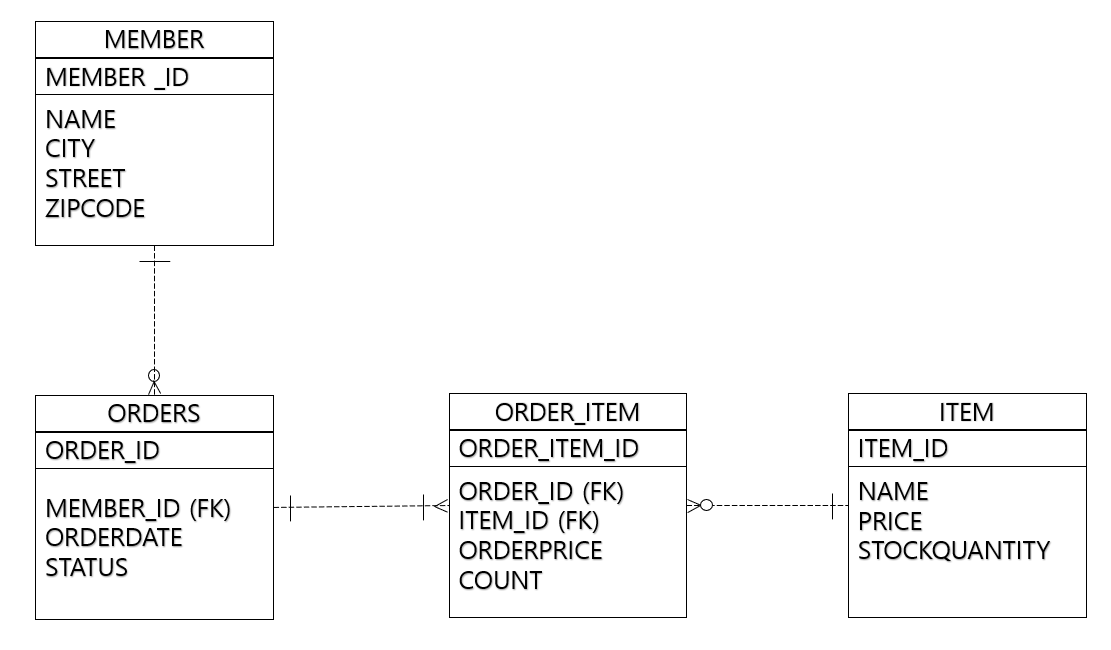 MEMBER
MEMBER _ID
NAME
CITY
STREET
ZIPCODE
ORDERS
ORDER_ID
MEMBER_ID (FK)
ORDERDATE
STATUS
ORDER_ITEM
ORDER_ITEM_ID
ORDER_ID (FK)
ITEM_ID (FK)
ORDERPRICE
COUNT
ITEM
ITEM_ID
NAME
PRICE
STOCKQUANTITY